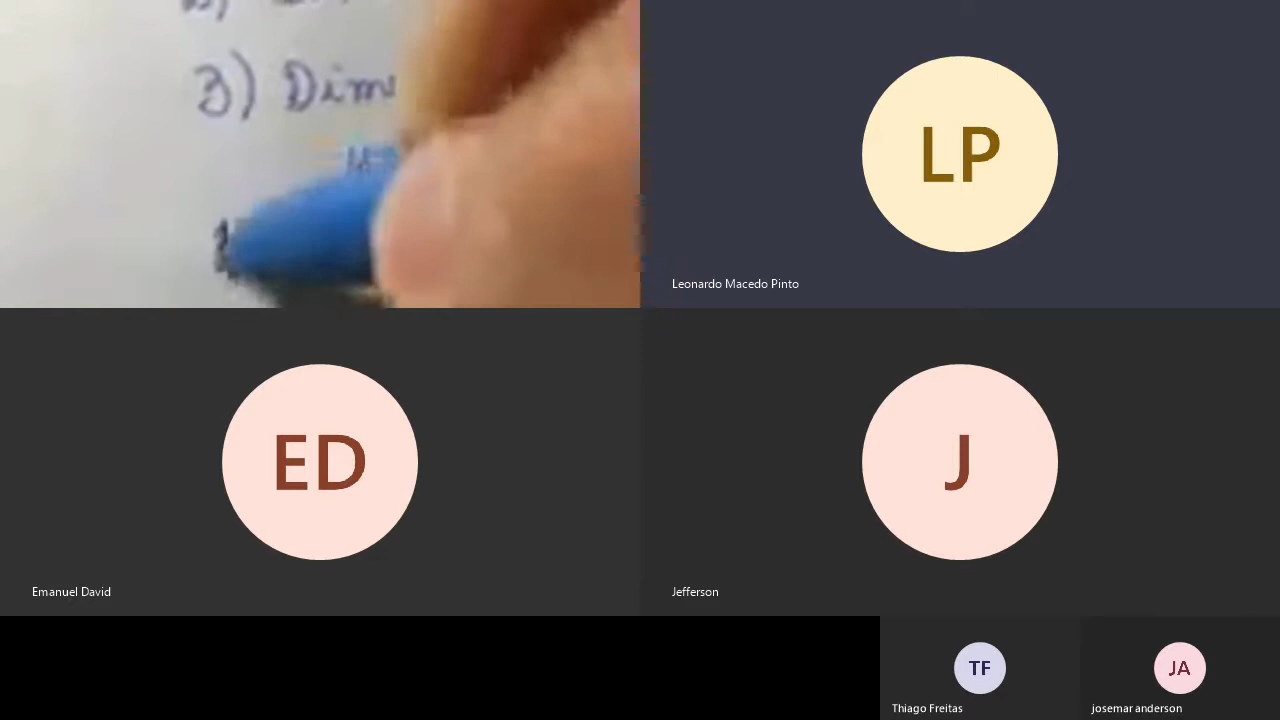 3) Dim
LP
Leonardo Macedo Pinto
ED
Emanuel David
J
Jefferson
TF
Thiago Freitas
JA
josemar anderson